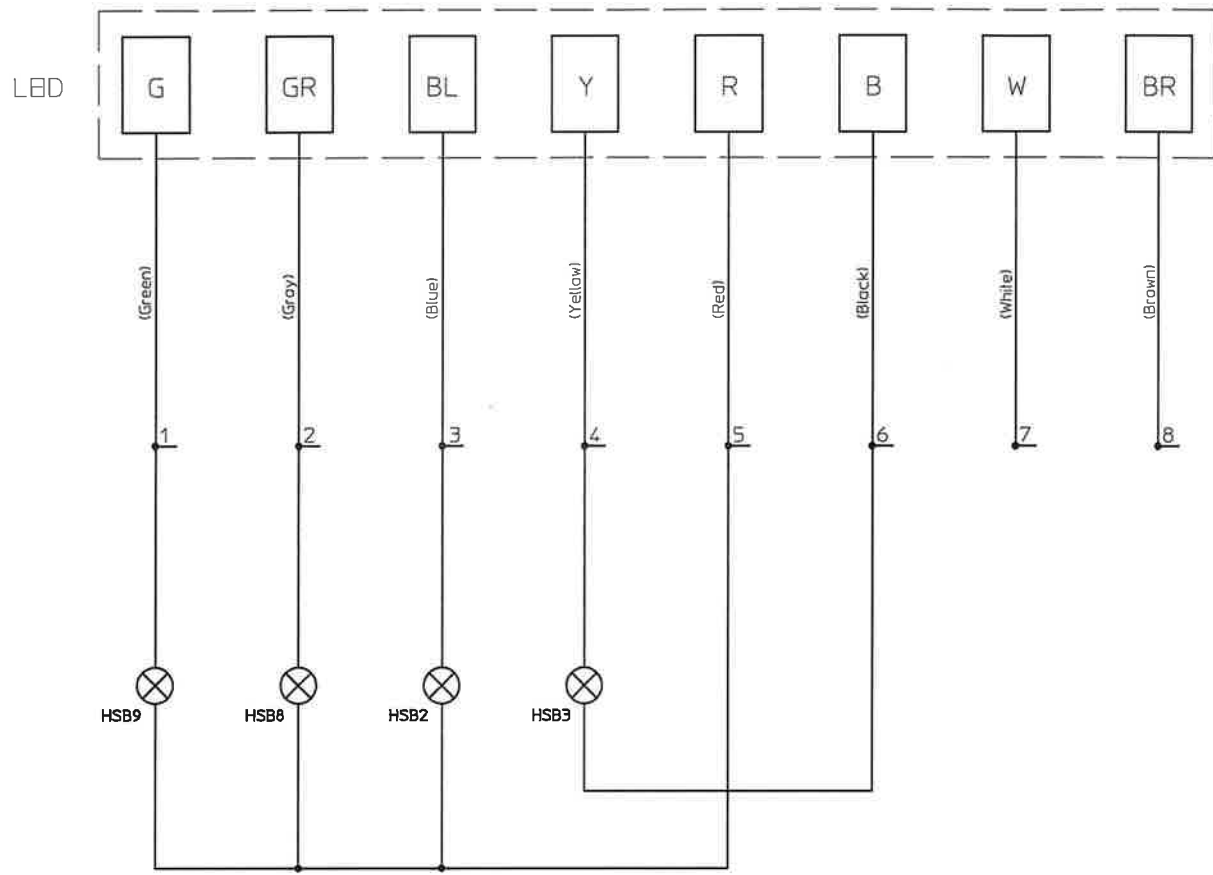 LED
G GR BL Y R B W BR
(Green) (Gray) (Blue) (Yellow) (Red) (Black) (White) (Brown)
1 2 3 4 5 6 7 8
HSB9 HSB8 HSB2 HSB3